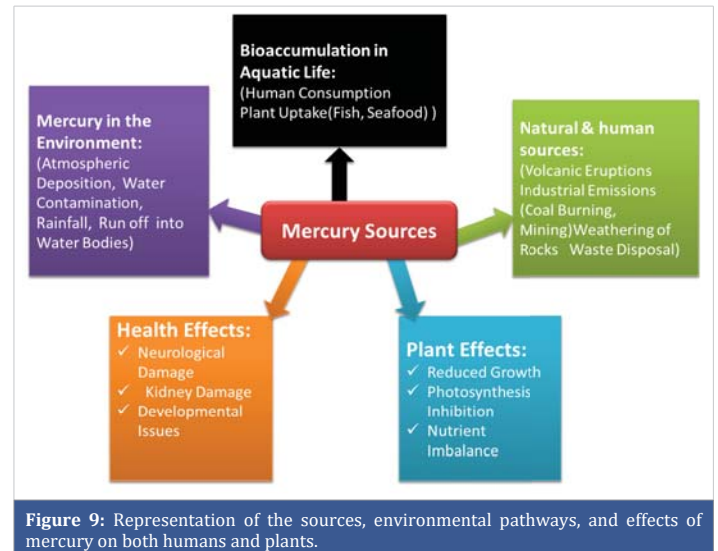 Bioaccumulation in
Aquatic Life:
(Human Consumption
Plant Uptake(Fish, Seafood) )
Mercury in the
Environment:
(Atmospheric
Deposition, Water
Contamination,
Rainfall, Run off into
Water Bodies)
Natural & human
sources:
(Volcanic Eruptions
Industrial Emissions
(Coal Burning,
Mining)Weathering of
Rocks Waste Disposal)
Mercury Sources
Health Effects:
✓ Neurological
Damage
✓ Kidney Damage
✓ Developmental
Issues
Plant Effects:
✓ Reduced Growth
✓ Photosynthesis
Inhibition
✓ Nutrient
Imbalance
Figure 9: Representation of the sources, environmental pathways, and effects of
mercury on both humans and plants.